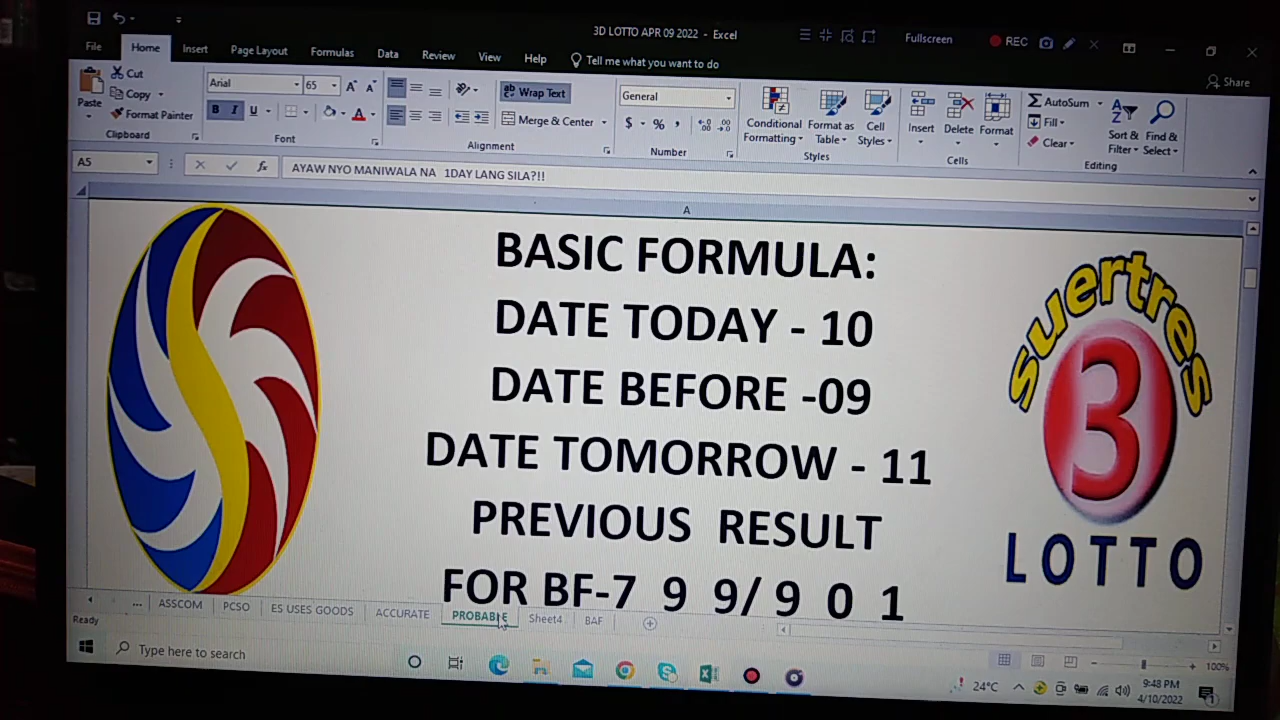 3D LOTTO APR 09 2022 - Excel
Fullscreen
REC
File Home Insert Page Layout Formulas Data Review View Help Tell me what you want to do
Share
Paste
Cut
Copy
Format Painter
Clipboard
Arial
65
B I U
Font
Wrap Text
Merge & Center
Alignment
General
$ % ,
Number
Conditional Formatting
Format as Table
Cell Styles
Styles
Insert
Delete
Format
Cells
AutoSum
Fill
Clear
Sort & Filter
Find & Select
Editing
A5
fx
AYAW NYO MANIWALA NA 1DAY LANG SILA?!!
A
BASIC FORMULA:
DATE TODAY - 10
DATE BEFORE -09
DATE TOMORROW - 11
PREVIOUS RESULT
FOR BF-7 9 9/ 9 0 1
suertres
3
LOTTO
... ASSCOM PCSO ES USES GOODS ACCURATE PROBABLE Sheet4 BAF
Ready
100%
Type here to search
24°C
9:48 PM
4/10/2022
1